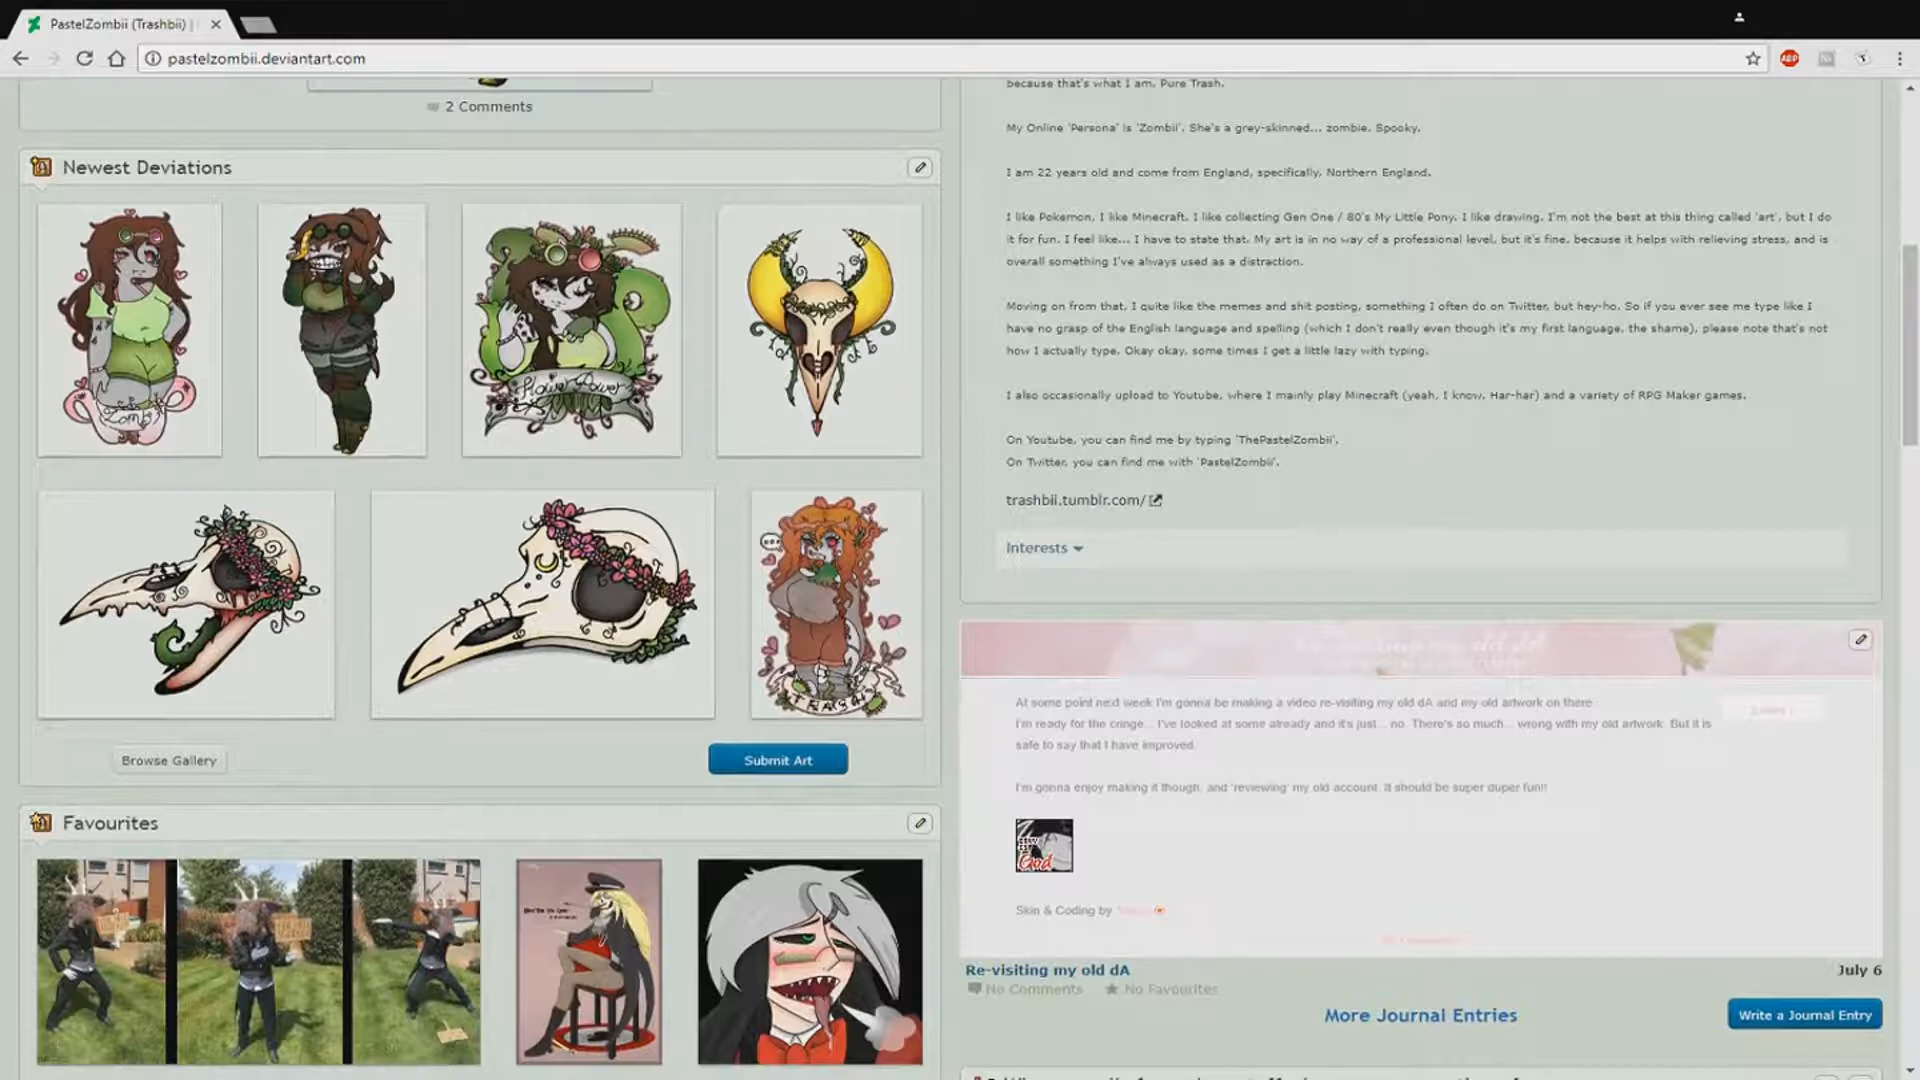 PastelZombii (Trashbii) |
pastelzombii.deviantart.com
ABP
2 Comments
Newest Deviations
Zombii
Flower Power
TRASH
Browse Gallery
Submit Art
Favourites
because that's what I am. Pure Trash.
My Online 'Persona' is 'Zombii'. She's a grey-skinned... zombie. Spooky.
I am 22 years old and come from England, specifically, Northern England.
I like Pokemon, I like Minecraft. I like collecting Gen One / 80's My Little Pony. I like drawing. I'm not the best at this thing called 'art', but I do
it for fun. I feel like... I have to state that. My art is in no way of a professional level, but it's fine, because it helps with relieving stress, and is
overall something I've always used as a distraction.
Moving on from that, I quite like the memes and shit posting, something I often do on Twitter, but hey-ho. So if you ever see me type like I
have no grasp of the English language and spelling (which I don't really even though it's my first language, the shame), please note that's not
how I actually type. Okay okay, some times I get a little lazy with typing.
I also occasionally upload to Youtube, where I mainly play Minecraft (yeah, I know. Har-har) and a variety of RPG Maker games.
On Youtube, you can find me by typing 'ThePastelZombii'.
On Twitter, you can find me with 'PastelZombii'.
trashbii.tumblr.com/
Interests
At some point next week I'm gonna be making a video re-visiting my old dA and my old artwork on there.
I'm ready for the cringe... I've looked at some already and it's just... no. There's so much... wrong with my old artwork. But it is
safe to say that I have improved.
I'm gonna enjoy making it though, and 'reviewing' my old account. It should be super duper fun!!
God
Skin & Coding by
Re-visiting my old dA
July 6
No Comments
No Favourites
More Journal Entries
Write a Journal Entry